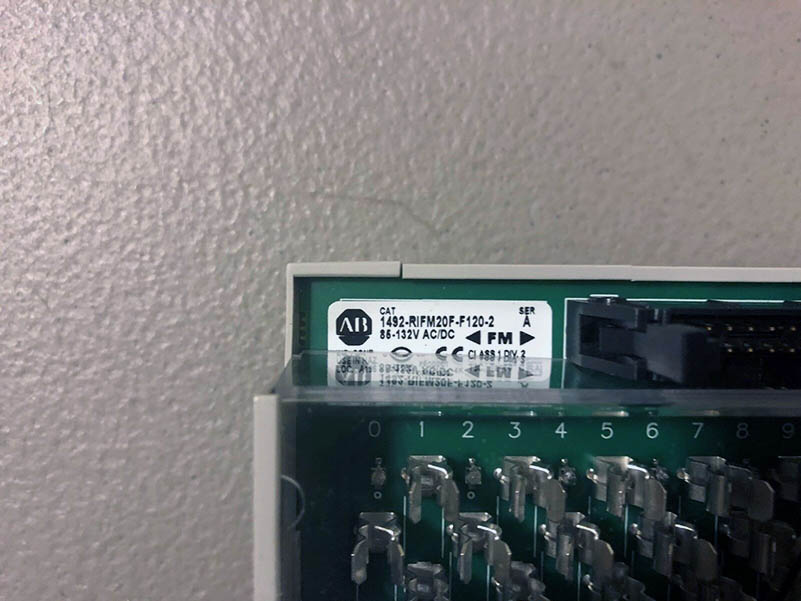 AB
CAT
SER
1492-RIFM20F-F120-2
A
85-132V AC/DC
FM
CLASS 1 DIV. 2
0 1 2 3 4 5 6 7 8 9